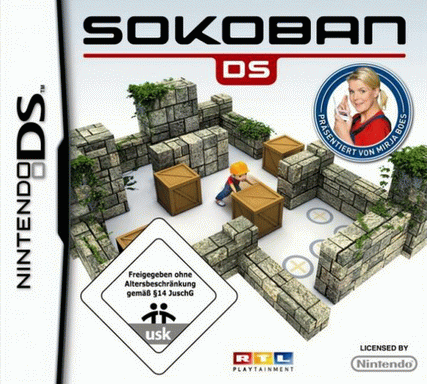 SOKOBAN
DS
NINTENDO DS™
PRÄSENTIERT VON MIRJA BOES
Freigegeben ohne
Altersbeschränkung
gemäß §14 JuSchG
usk
RTL
PLAYTAINMENT
LICENSED BY
Nintendo